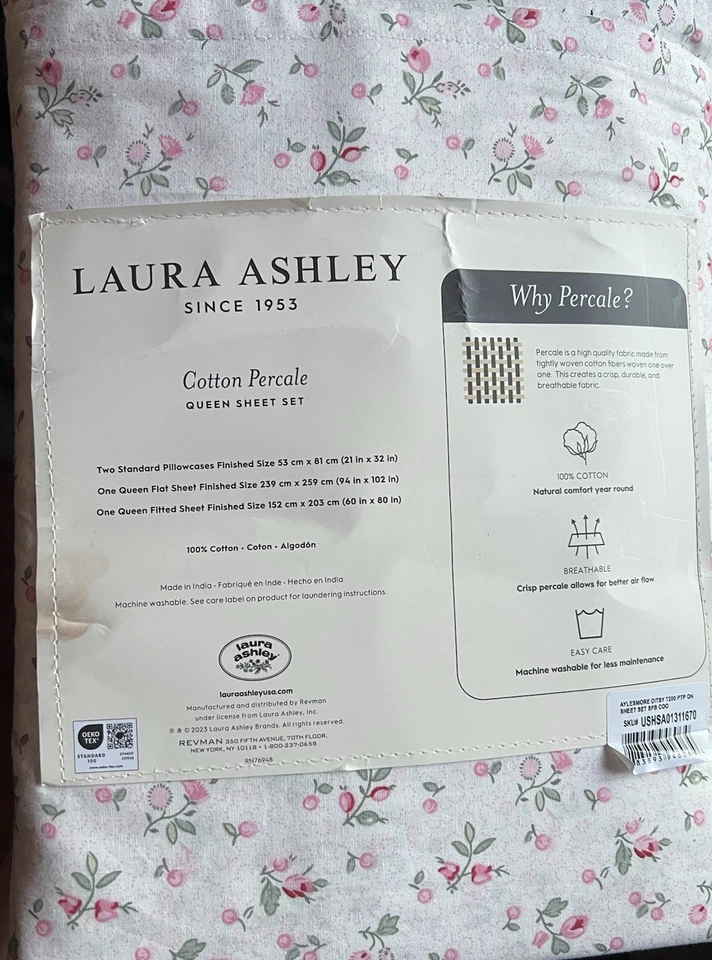 LAURA ASHLEY
SINCE 1953
Cotton Percale
QUEEN SHEET SET
Two Standard Pillowcases Finished Size 53 cm x 81 cm (21 in x 32 in)
One Queen Flat Sheet Finished Size 239 cm x 259 cm (94 in x 102 in)
One Queen Fitted Sheet Finished Size 152 cm x 203 cm (60 in x 80 in)
100% Cotton • Coton • Algodón
Made in India • Fabriqué en Inde • Hecho en India
Machine washable. See care label on product for laundering instructions.
laura
ashley
lauraashleyusa.com
Manufactured and distributed by Revman
under license from Laura Ashley, Inc.
® & © 2023 Laura Ashley Brands. All rights reserved.
REVMAN 350 FIFTH AVENUE, 70TH FLOOR,
NEW YORK, NY 10118 • 1-800-237-0658
RN76948
OEKO
TEX®
STANDARD
100
www.oeko-tex.com
Why Percale?
Percale is a high quality fabric made from
tightly woven cotton fibers woven one over
one. This creates a crisp, durable, and
breathable fabric.
100% COTTON
Natural comfort year round
BREATHABLE
Crisp percale allows for better air flow
EASY CARE
Machine washable for less maintenance
AYLESMORE DITSY T200 PTP QN
SHEET SET SFB COO
SKU# USHSA01311670